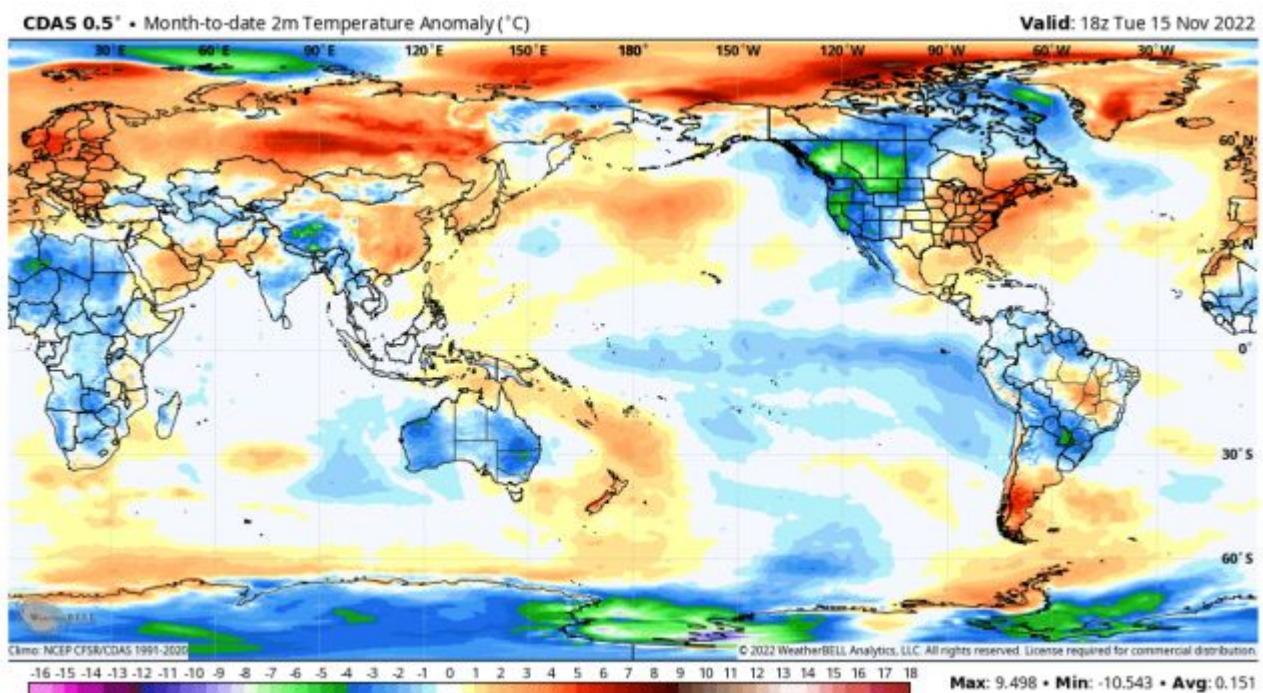 CDAS 0.5° • Month-to-date 2m Temperature Anomaly (°C)
Valid: 18z Tue 15 Nov 2022
30°E 60°E 90°E 120°E 150°E 180° 150°W 120°W 90°W 60°W 30°W
60°N
30°N
0°
30°S
60°S
WeatherBELL
Climo: NCEP CFSR/CDAS 1991-2020
© 2022 WeatherBELL Analytics, LLC. All rights reserved. License required for commercial distribution.
-16 -15 -14 -13 -12 -11 -10 -9 -8 -7 -6 -5 -4 -3 -2 -1 0 1 2 3 4 5 6 7 8 9 10 11 12 13 14 15 16 17 18
Max: 9.498 • Min: -10.543 • Avg: 0.151